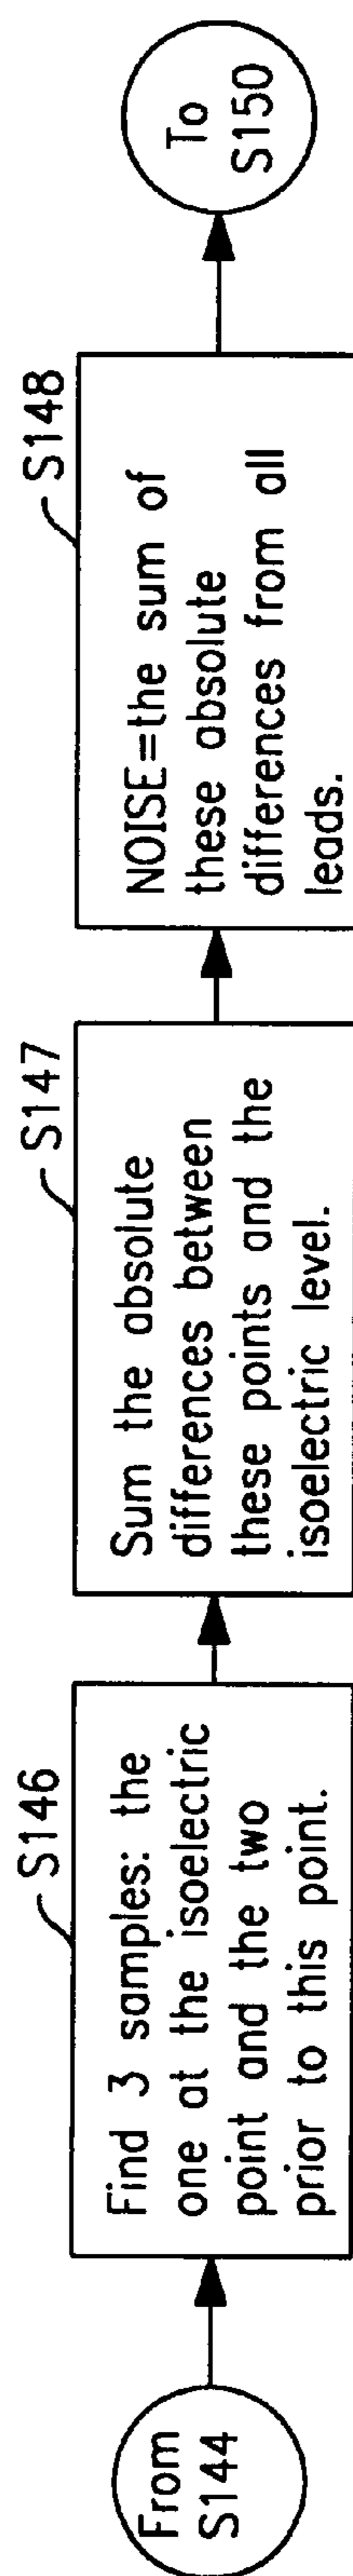 From
S144
S146
Find 3 samples: the
one at the isoelectric
point and the two
prior to this point.
S147
Sum the absolute
differences between
these points and the
isoelectric level.
S148
NOISE=the sum of
these absolute
differences from all
leads.
To
S150